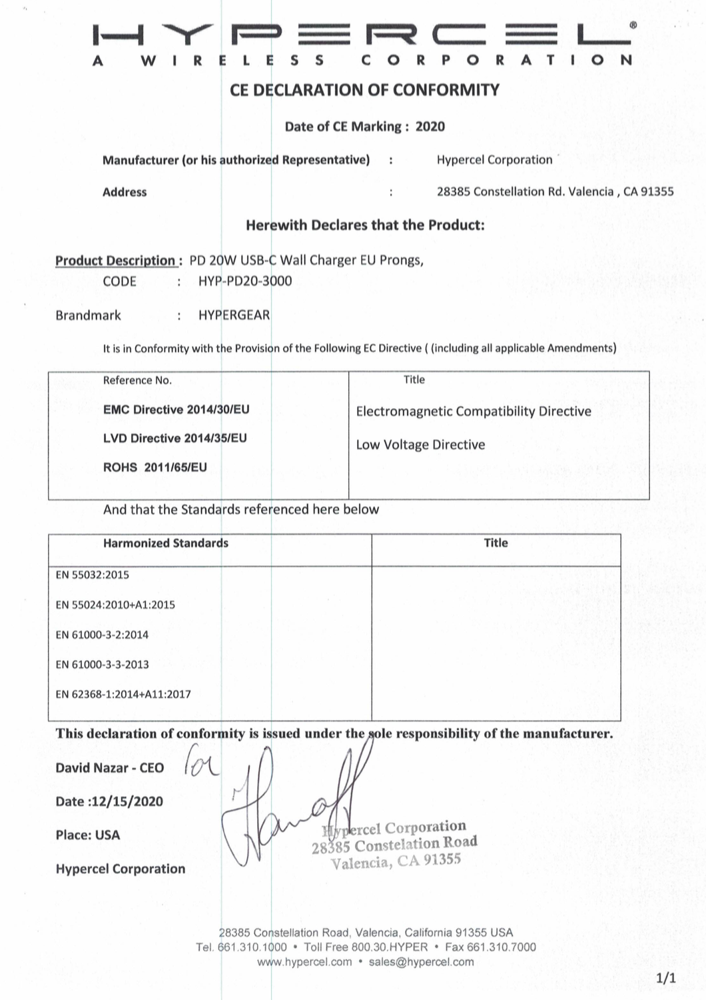 HYPERCEL®
A WIRELESS CORPORATION
CE DECLARATION OF CONFORMITY
Date of CE Marking : 2020
Manufacturer (or his authorized Representative) : Hypercel Corporation
Address : 28385 Constellation Rd. Valencia , CA 91355
Herewith Declares that the Product:
Product Description : PD 20W USB-C Wall Charger EU Prongs,
CODE : HYP-PD20-3000
Brandmark : HYPERGEAR
It is in Conformity with the Provision of the Following EC Directive ( (including all applicable Amendments)
Reference No. Title
EMC Directive 2014/30/EU Electromagnetic Compatibility Directive
LVD Directive 2014/35/EU Low Voltage Directive
ROHS 2011/65/EU
And that the Standards referenced here below
Harmonized Standards Title
EN 55032:2015
EN 55024:2010+A1:2015
EN 61000-3-2:2014
EN 61000-3-3-2013
EN 62368-1:2014+A11:2017
This declaration of conformity is issued under the sole responsibility of the manufacturer.
David Nazar - CEO for
Date :12/15/2020
Place: USA
Hypercel Corporation
28385 Constelation Road
Valencia, CA 91355
Hypercel Corporation
28385 Constellation Road, Valencia, California 91355 USA
Tel. 661.310.1000 • Toll Free 800.30.HYPER • Fax 661.310.7000
www.hypercel.com • sales@hypercel.com
1/1